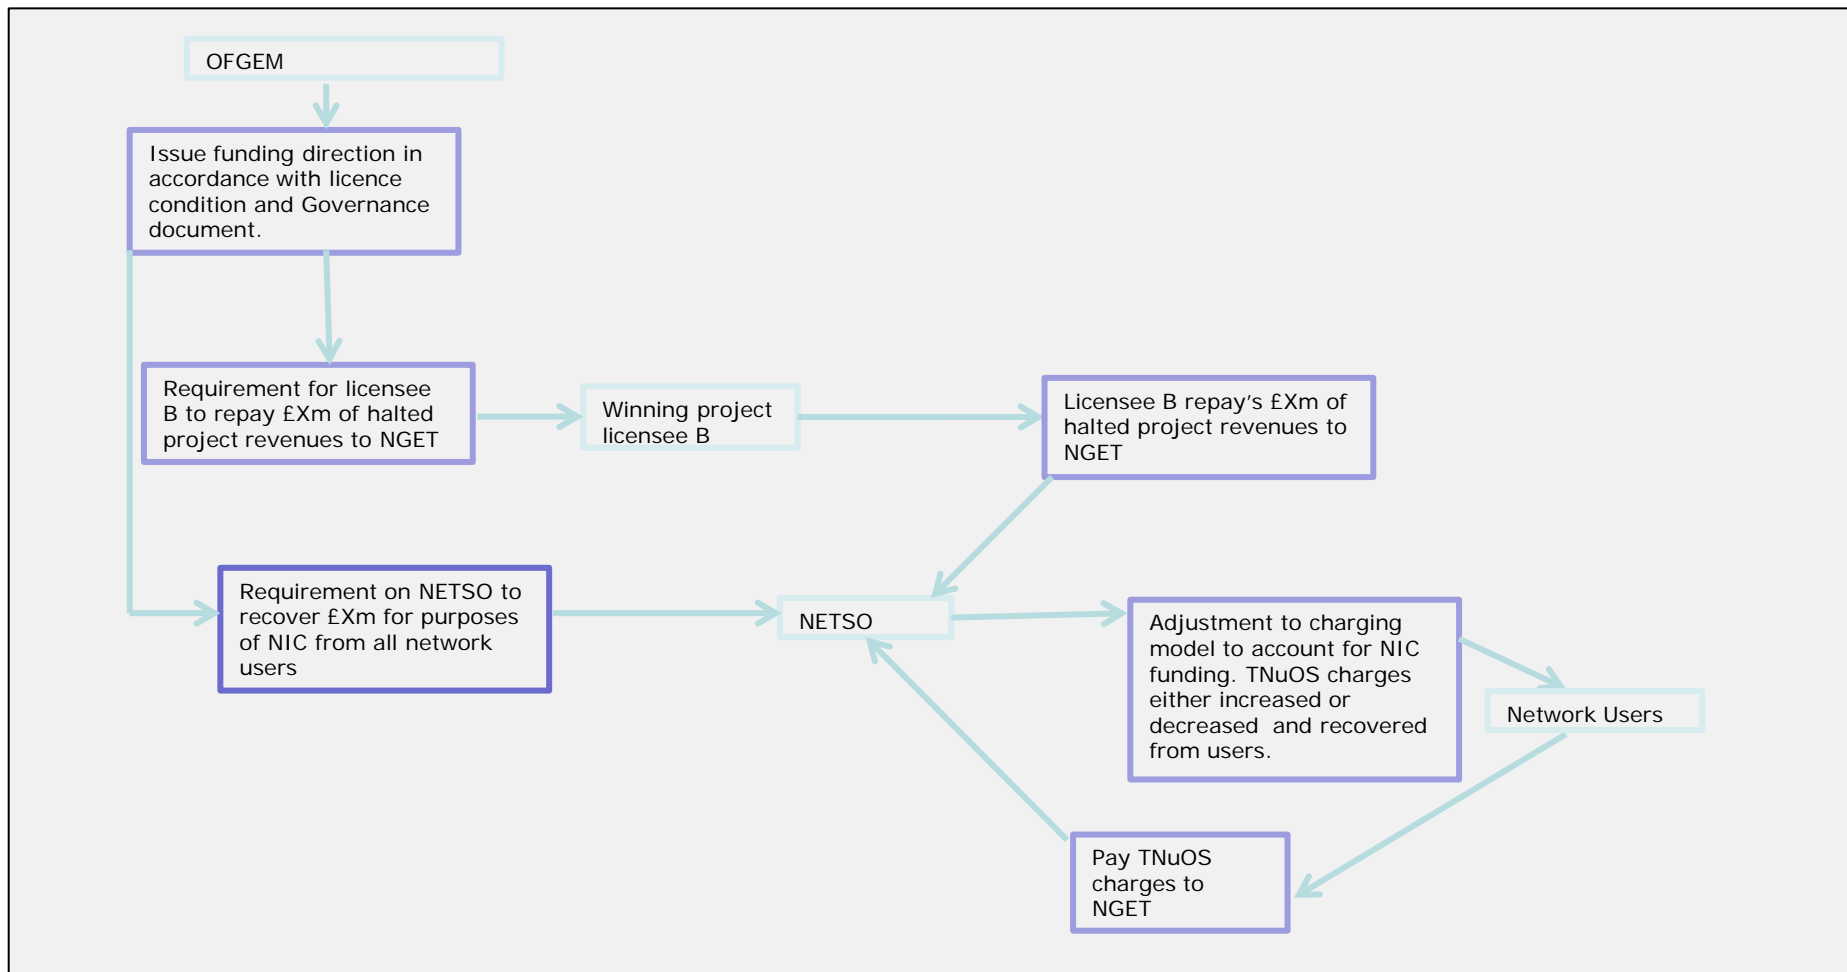 OFGEM
Issue funding direction in
accordance with licence
condition and Governance
document.
Requirement for licensee
B to repay £Xm of halted
project revenues to NGET
Winning project
licensee B
Licensee B repay’s £Xm of
halted project revenues to
NGET
Requirement on NETSO to
recover £Xm for purposes
of NIC from all network
users
NETSO
Adjustment to charging
model to account for NIC
funding. TNuOS charges
either increased or
decreased  and recovered
from users.
Network Users
Pay TNuOS
charges to
NGET